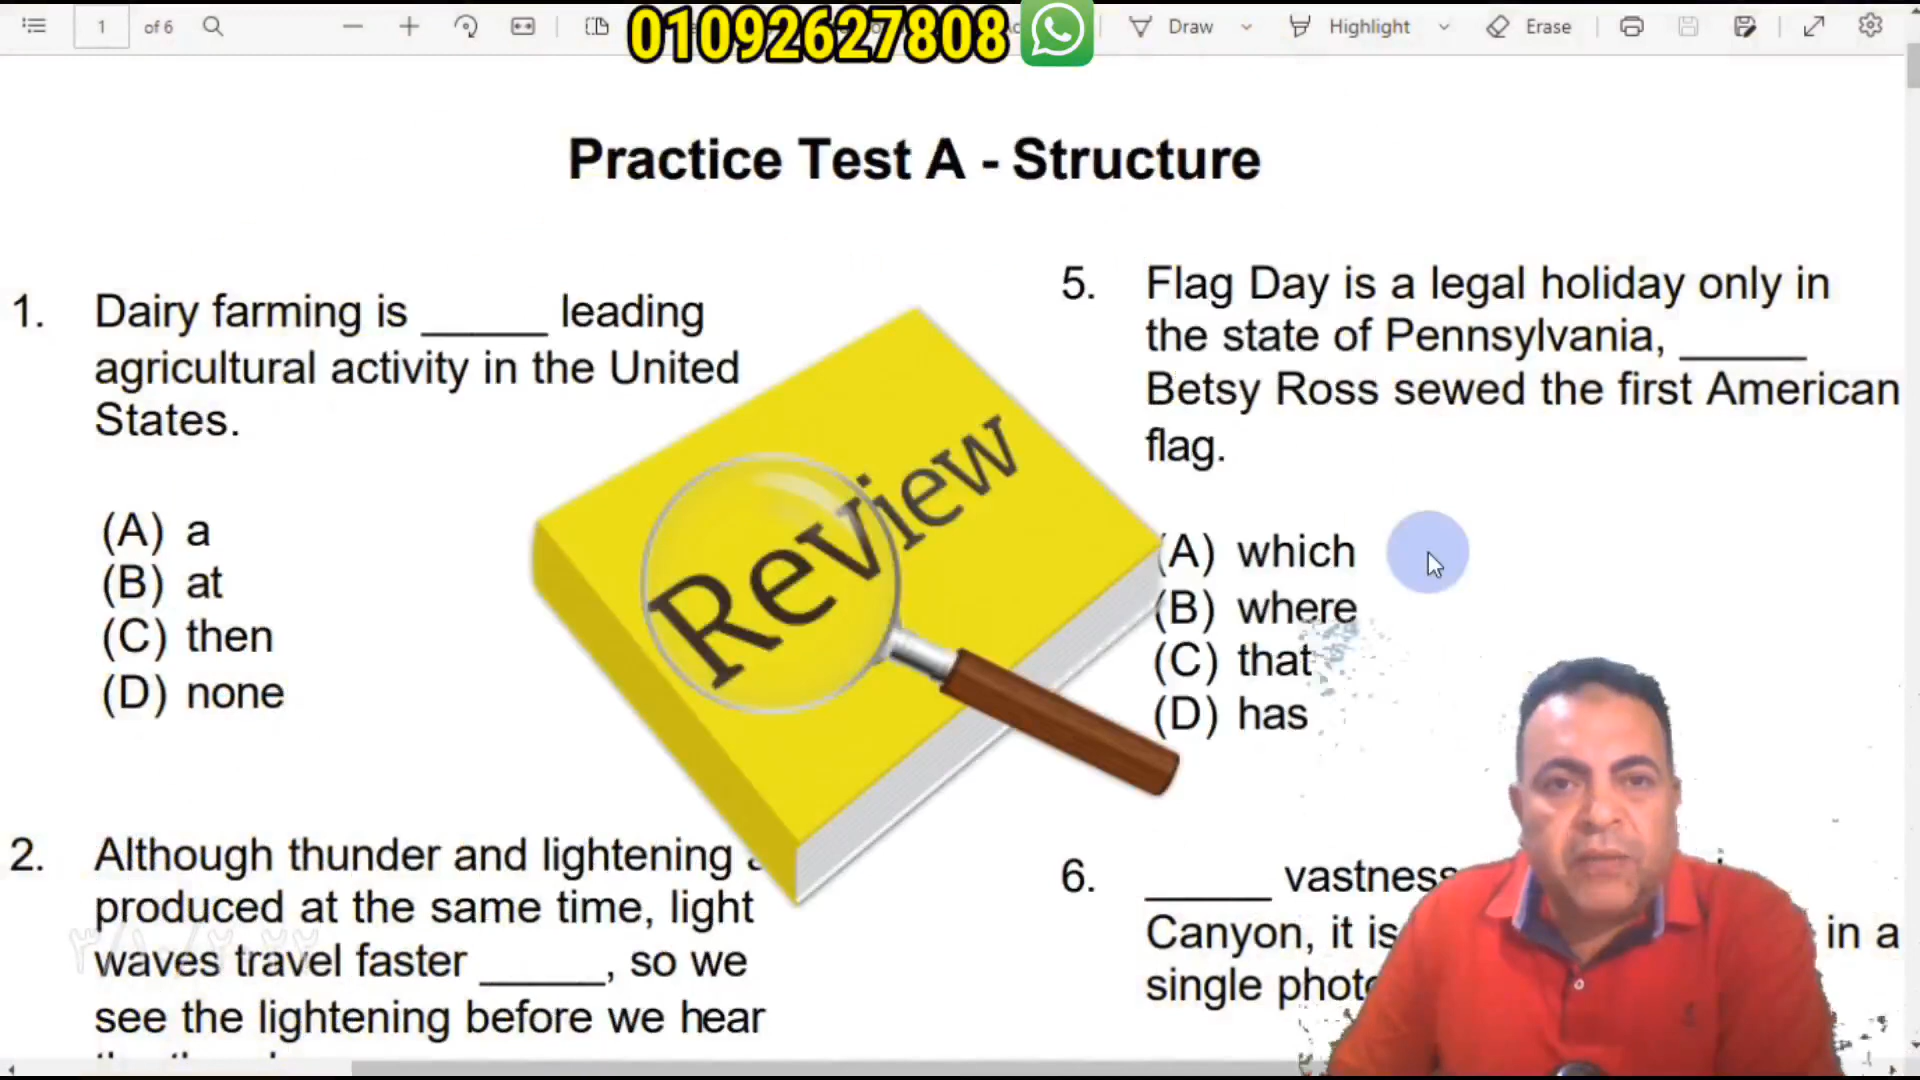 1 of 6
01092627808
Draw
Highlight
Erase
Practice Test A - Structure
1. Dairy farming is _____ leading
agricultural activity in the United
States.
(A) a
(B) at
(C) then
(D) none
2. Although thunder and lightening
produced at the same time, light
waves travel faster _____, so we
see the lightening before we hear
Review
5. Flag Day is a legal holiday only in
the state of Pennsylvania, _____
Betsy Ross sewed the first American
flag.
(A) which
(B) where
(C) that
(D) has
6. _____ vastness
Canyon, it is in a
single